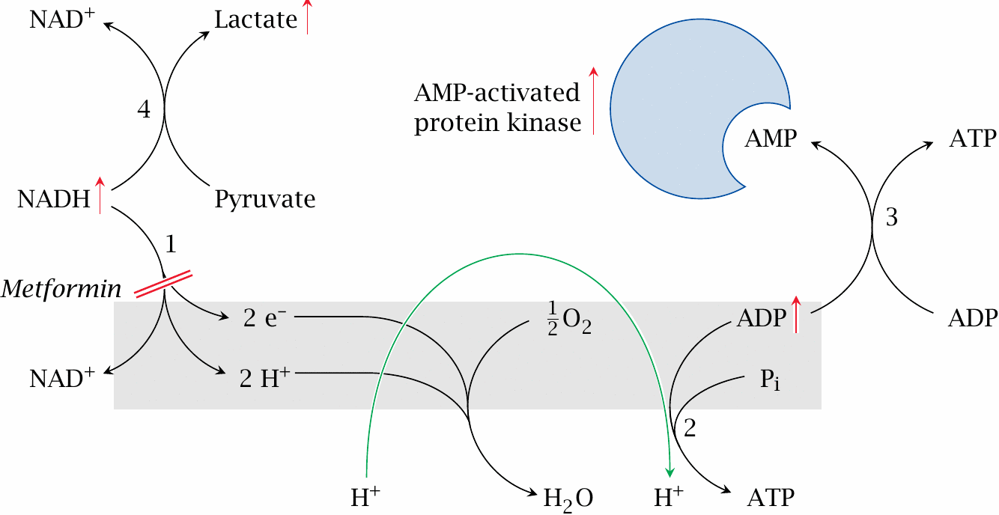 NAD⁺
Lactate
4
NADH
Pyruvate
1
Metformin
NAD⁺
2 e⁻
2 H⁺
½O₂
H⁺
H₂O
H⁺
AMP-activated
protein kinase
AMP
ATP
3
ADP
ADP
Pᵢ
2
ATP